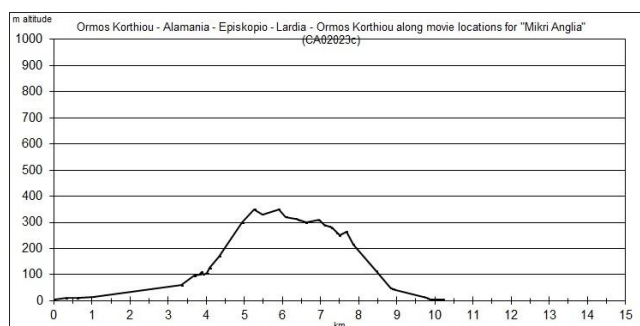 m altitude
Ormos Korthiou - Alamania - Episkopio - Lardia - Ormos Korthiou along movie locations for "Mikri Anglia"
(CA02023c)
1000
900
800
700
600
500
400
300
200
100
0
0 1 2 3 4 5 6 7 8 9 10 11 12 13 14 15
km